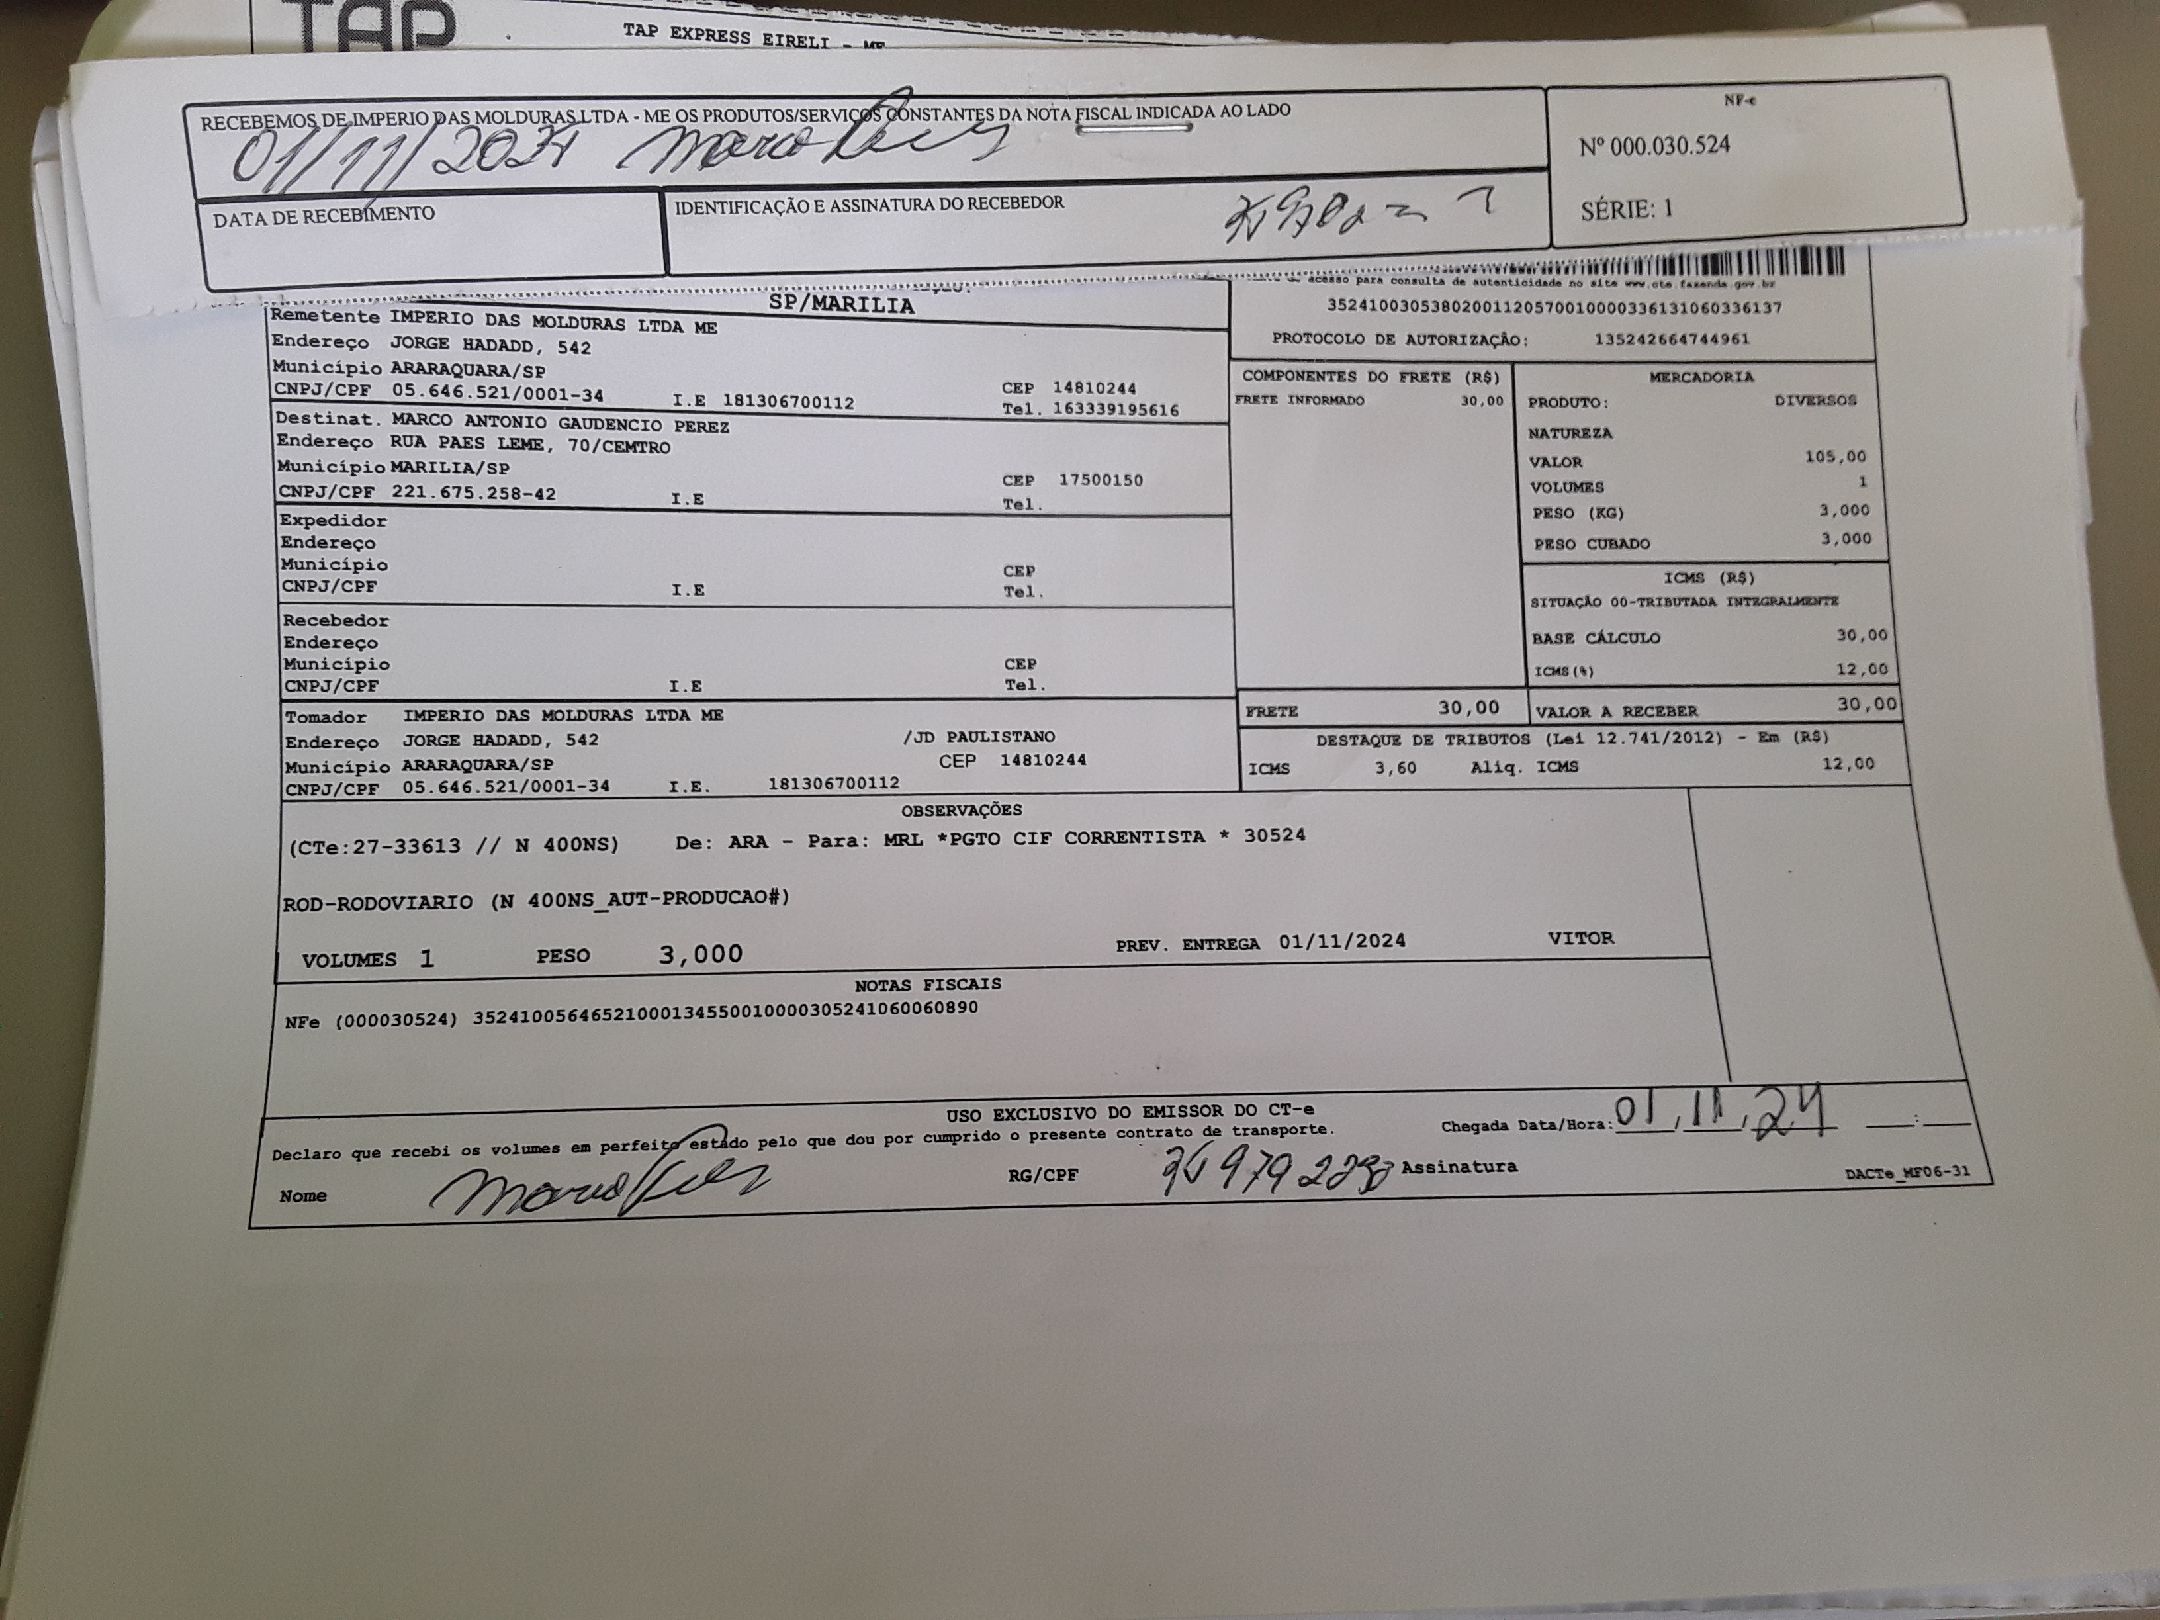 TAP
TAP EXPRESS EIRELI - ME
RECEBEMOS DE IMPERIO DAS MOLDURAS LTDA - ME OS PRODUTOS/SERVIÇOS CONSTANTES DA NOTA FISCAL INDICADA AO LADO
01/11/2024
DATA DE RECEBIMENTO
IDENTIFICAÇÃO E ASSINATURA DO RECEBEDOR
NF-e
Nº 000.030.524
SÉRIE: 1
SP/MARILIA
Remetente IMPERIO DAS MOLDURAS LTDA ME
Endereço JORGE HADADD, 542
Município ARARAQUARA/SP
CNPJ/CPF 05.646.521/0001-34 I.E 181306700112 CEP 14810244
Tel. 163339195616
Destinat. MARCO ANTONIO GAUDENCIO PEREZ
Endereço RUA PAES LEME, 70/CEMTRO
Município MARILIA/SP
CNPJ/CPF 221.675.258-42 I.E CEP 17500150
Tel.
Expedidor
Endereço
Município CEP
CNPJ/CPF I.E Tel.
Recebedor
Endereço
Município CEP
CNPJ/CPF I.E Tel.
Tomador IMPERIO DAS MOLDURAS LTDA ME
Endereço JORGE HADADD, 542 /JD PAULISTANO
Município ARARAQUARA/SP CEP 14810244
CNPJ/CPF 05.646.521/0001-34 I.E. 181306700112
acesso para consulta de autenticidade no site www.cte.fazenda.gov.br
35241003053802001120570010000336131060336137
PROTOCOLO DE AUTORIZAÇÃO: 135242664744961
COMPONENTES DO FRETE (R$)
FRETE INFORMADO 30,00
MERCADORIA
PRODUTO: DIVERSOS
NATUREZA
VALOR 105,00
VOLUMES 1
PESO (KG) 3,000
PESO CUBADO 3,000
ICMS (R$)
SITUAÇÃO 00-TRIBUTADA INTEGRALMENTE
BASE CÁLCULO 30,00
ICMS(%) 12,00
FRETE 30,00 VALOR A RECEBER 30,00
DESTAQUE DE TRIBUTOS (Lei 12.741/2012) - Em (R$)
ICMS 3,60 Aliq. ICMS 12,00
OBSERVAÇÕES
(CTe:27-33613 // N 400NS) De: ARA - Para: MRL *PGTO CIF CORRENTISTA * 30524
ROD-RODOVIARIO (N 400NS_AUT-PRODUCAO#)
VOLUMES 1 PESO 3,000 PREV. ENTREGA 01/11/2024 VITOR
NOTAS FISCAIS
NFe (000030524) 35241005646521000134550010000305241060060890
USO EXCLUSIVO DO EMISSOR DO CT-e
Declaro que recebi os volumes em perfeito estado pelo que dou por cumprido o presente contrato de transporte.
Chegada Data/Hora: 01/11/24 :
Nome RG/CPF Assinatura
DACTe_MF06-31